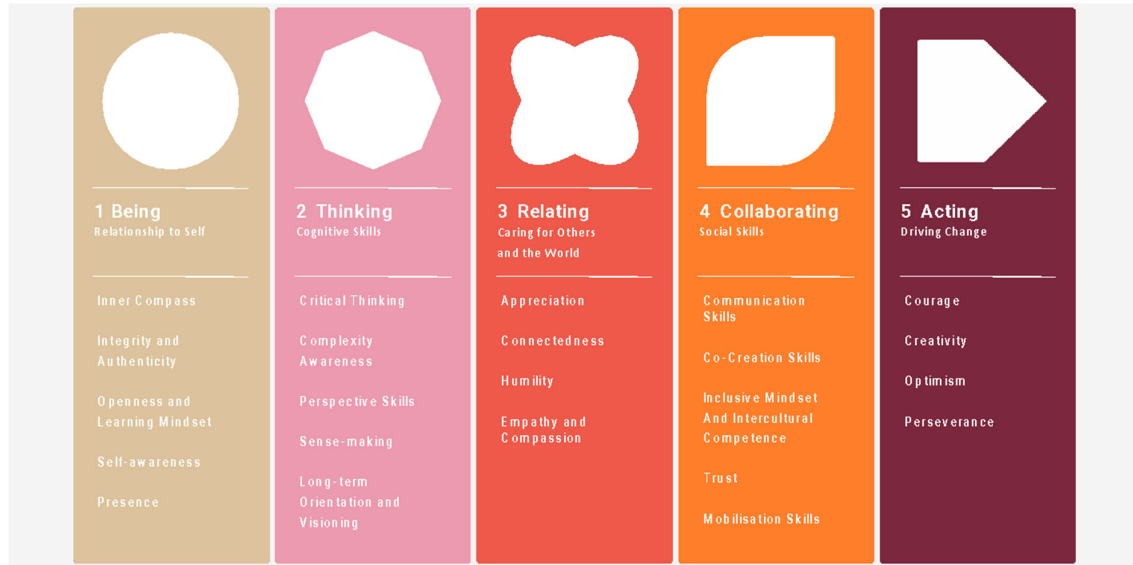 1 Being
Relationship to Self
Inner Compass
Integrity and
Authenticity
Openness and
Learning Mindset
Self-awareness
Presence
2 Thinking
Cognitive Skills
Critical Thinking
Complexity
Awareness
Perspective Skills
Sense-making
Long-term
Orientation and
Visioning
3 Relating
Caring for Others
and the World
Appreciation
Connectedness
Humility
Empathy and
Compassion
4 Collaborating
Social Skills
Communication
Skills
Co-Creation Skills
Inclusive Mindset
And Intercultural
Competence
Trust
Mobilisation Skills
5 Acting
Driving Change
Courage
Creativity
Optimism
Perseverance